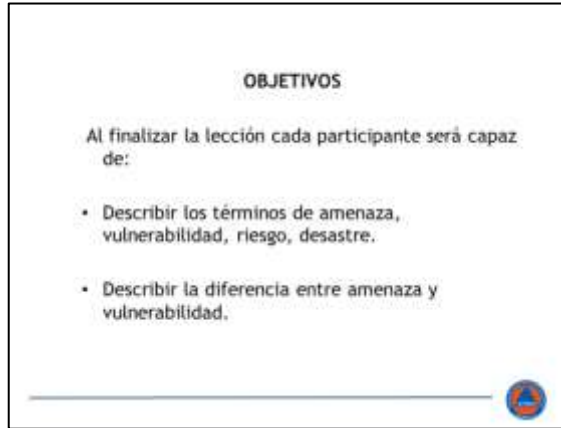 OBJETIVOS
Al finalizar la lección cada participante será capaz
de:
• Describir los términos de amenaza,
vulnerabilidad, riesgo, desastre.
• Describir la diferencia entre amenaza y
vulnerabilidad.